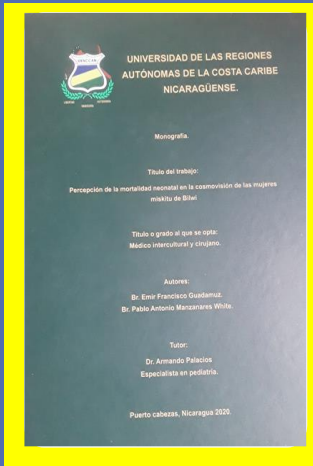 UNIVERSIDAD DE LAS REGIONES
AUTÓNOMAS DE LA COSTA CARIBE
NICARAGÜENSE.
Monografía.
Título del trabajo:
Percepción de la mortalidad neonatal en la cosmovisión de las mujeres
miskitu de Bilwi
Título o grado al que se opta:
Médico intercultural y cirujano.
Autores:
Br. Emir Francisco Guadamuz.
Br. Pablo Antonio Manzanares White.
Tutor:
Dr. Armando Palacios
Especialista en pediatría.
Puerto cabezas, Nicaragua 2020.